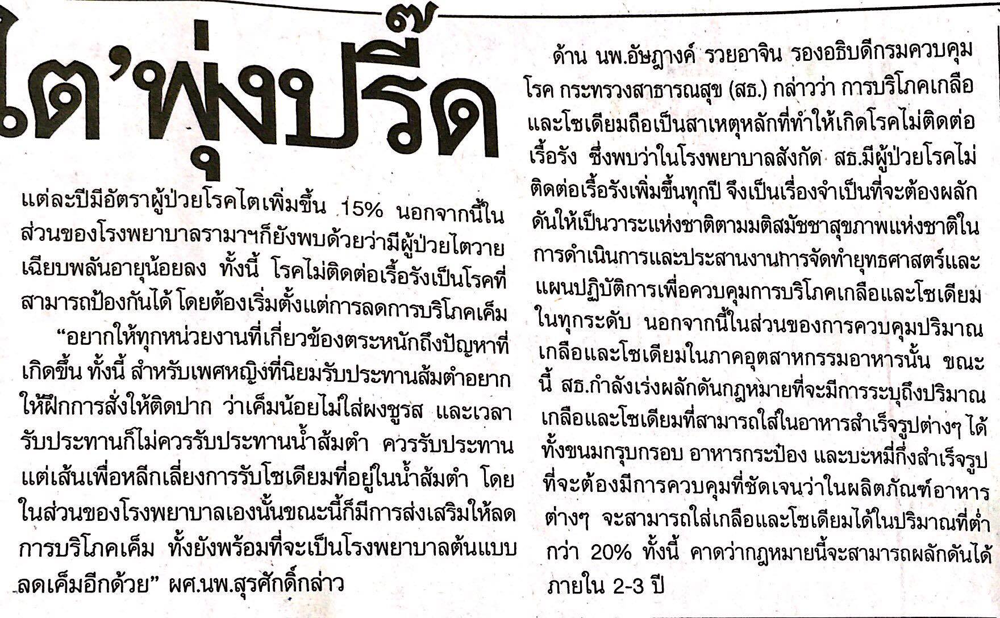 ไต'พุ่งปรี๊ด
แต่ละปีมีอัตราผู้ป่วยโรคไตเพิ่มขึ้น 15% นอกจากนี้ใน
ส่วนของโรงพยาบาลรามาฯก็ยังพบด้วยว่ามีผู้ป่วยไตวาย
เฉียบพลันอายุน้อยลง ทั้งนี้ โรคไม่ติดต่อเรื้อรังเป็นโรคที่
สามารถป้องกันได้ โดยต้องเริ่มตั้งแต่การลดการบริโภคเค็ม
“อยากให้ทุกหน่วยงานที่เกี่ยวข้องตระหนักถึงปัญหาที่
เกิดขึ้น ทั้งนี้ สำหรับเพศหญิงที่นิยมรับประทานส้มตำอยาก
ให้ฝึกการสั่งให้ติดปาก ว่าเค็มน้อยไม่ใส่ผงชูรส และเวลา
รับประทานก็ไม่ควรรับประทานน้ำส้มตำ ควรรับประทาน
แต่เส้นเพื่อหลีกเลี่ยงการรับโซเดียมที่อยู่ในน้ำส้มตำ โดย
ในส่วนของโรงพยาบาลเองนั้นขณะนี้ก็มีการส่งเสริมให้ลด
การบริโภคเค็ม ทั้งยังพร้อมที่จะเป็นโรงพยาบาลต้นแบบ
ลดเค็มอีกด้วย” ผศ.นพ.สุรศักดิ์กล่าว
ด้าน นพ.อัษฎางค์ รวยอาจิน รองอธิบดีกรมควบคุม
โรค กระทรวงสาธารณสุข (สธ.) กล่าวว่า การบริโภคเกลือ
และโซเดียมถือเป็นสาเหตุหลักที่ทำให้เกิดโรคไม่ติดต่อ
เรื้อรัง ซึ่งพบว่าในโรงพยาบาลสังกัด สธ.มีผู้ป่วยโรคไม่
ติดต่อเรื้อรังเพิ่มขึ้นทุกปี จึงเป็นเรื่องจำเป็นที่จะต้องผลัก
ดันให้เป็นวาระแห่งชาติตามมติสมัชชาสุขภาพแห่งชาติใน
การดำเนินการและประสานงานการจัดทำยุทธศาสตร์และ
แผนปฏิบัติการเพื่อควบคุมการบริโภคเกลือและโซเดียม
ในทุกระดับ นอกจากนี้ในส่วนของการควบคุมปริมาณ
เกลือและโซเดียมในภาคอุตสาหกรรมอาหารนั้น ขณะ
นี้ สธ.กำลังเร่งผลักดันกฎหมายที่จะมีการระบุถึงปริมาณ
เกลือและโซเดียมที่สามารถใส่ในอาหารสำเร็จรูปต่างๆ ได้
ทั้งขนมกรุบกรอบ อาหารกระป๋อง และบะหมี่กึ่งสำเร็จรูป
ที่จะต้องมีการควบคุมที่ชัดเจนว่าในผลิตภัณฑ์อาหาร
ต่างๆ จะสามารถใส่เกลือและโซเดียมได้ในปริมาณที่ต่ำ
กว่า 20% ทั้งนี้ คาดว่ากฎหมายนี้จะสามารถผลักดันได้
ภายใน 2-3 ปี